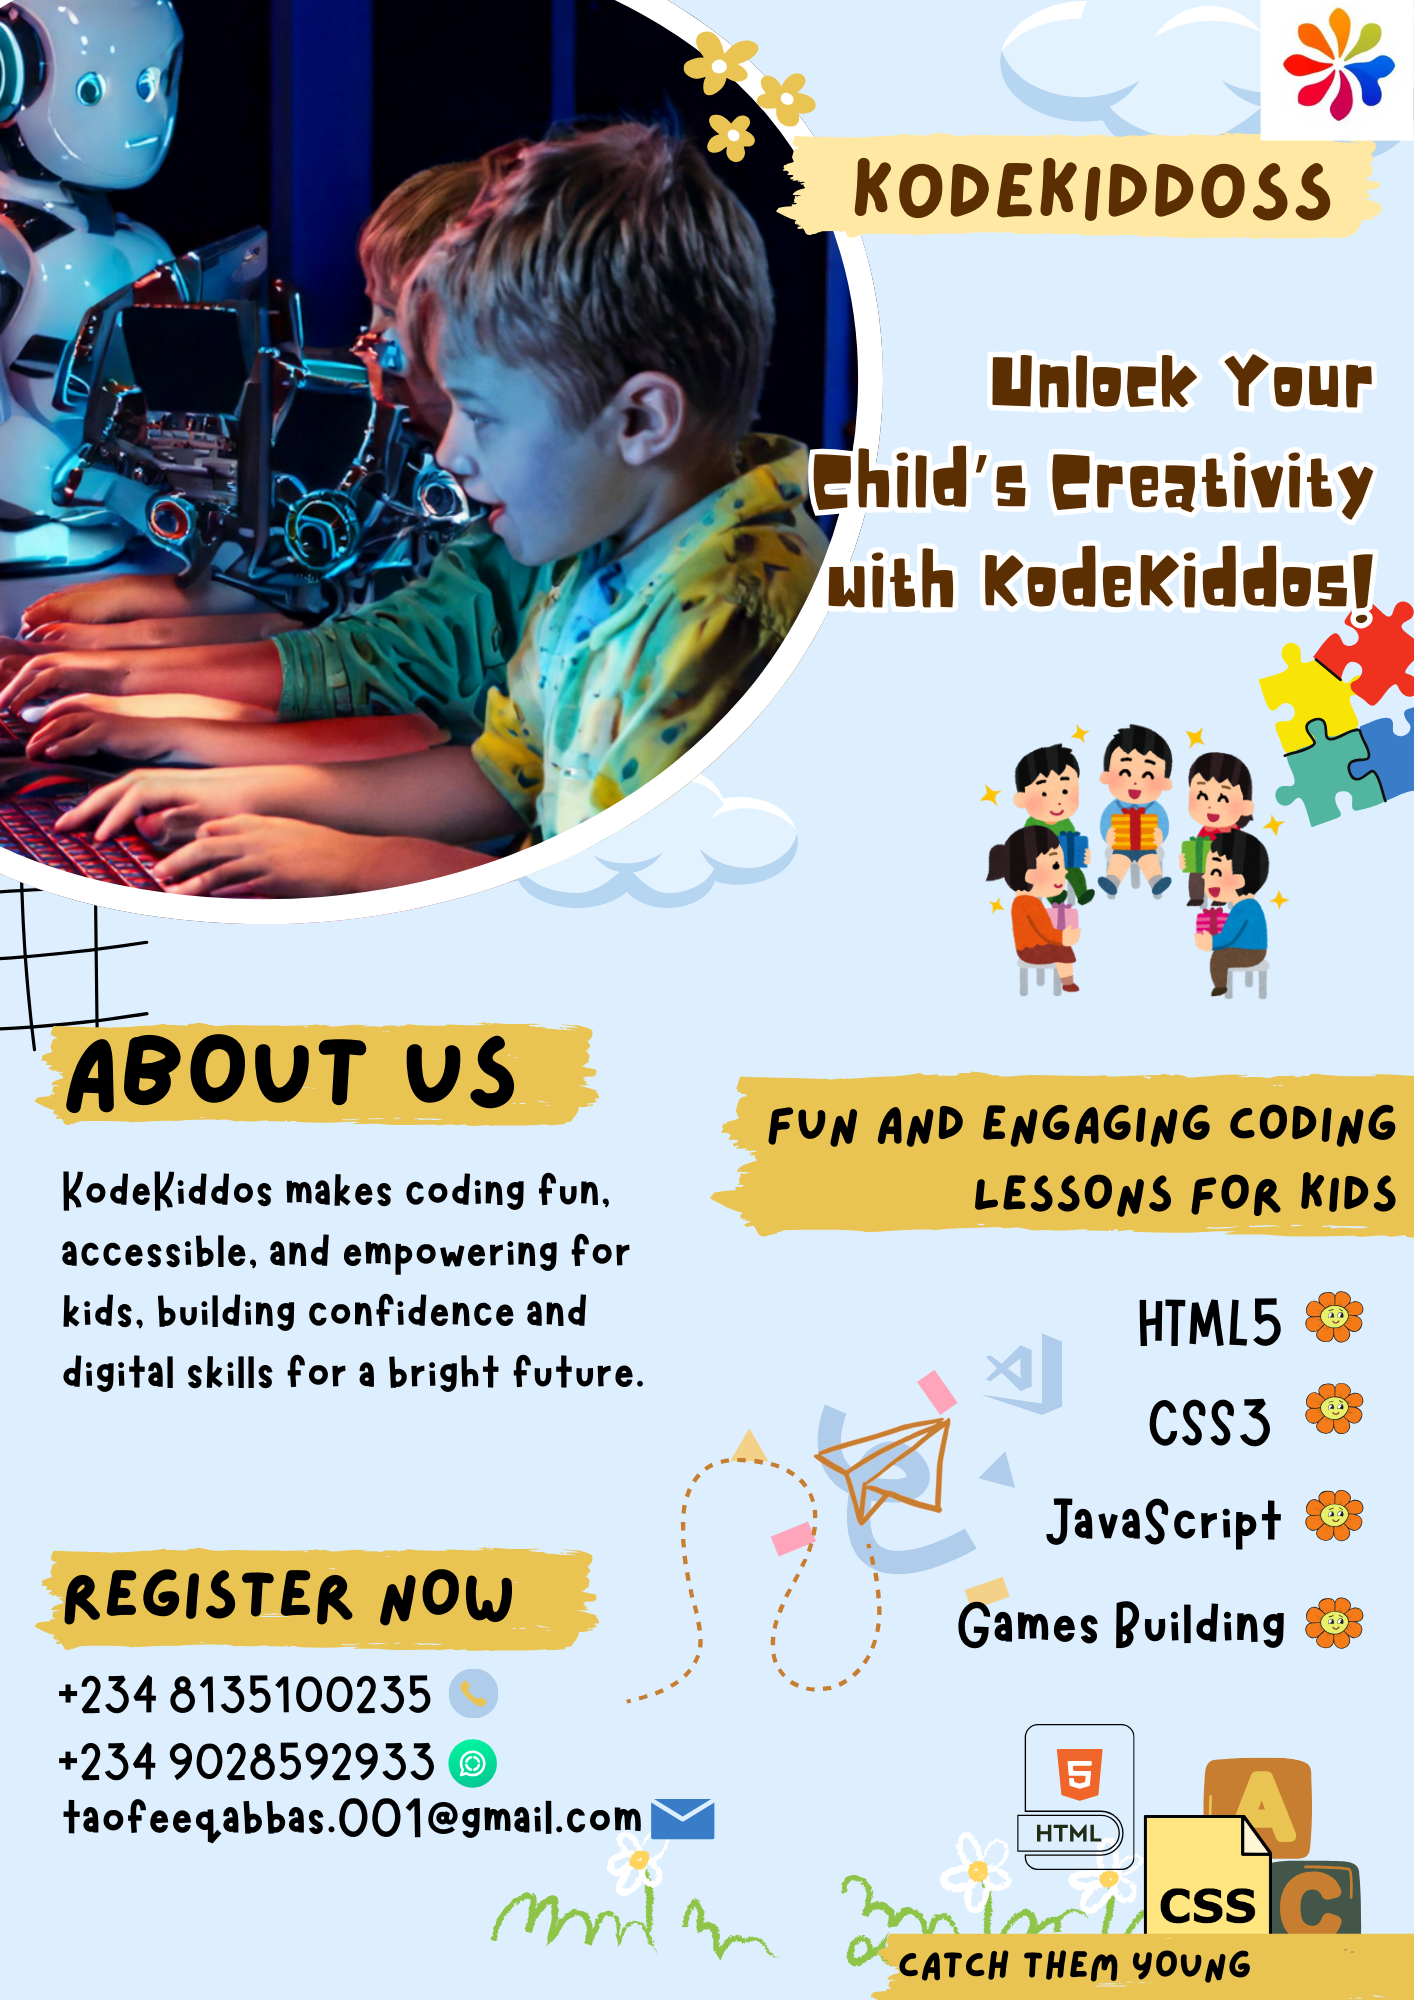 KODEKIDDOSS
Unlock Your
Child's Creativity
with KodeKiddos!
ABOUT US
KodeKiddos makes coding fun,
accessible, and empowering for
kids, building confidence and
digital skills for a bright future.
FUN AND ENGAGING CODING
LESSONS FOR KIDS
HTML5
CSS3
JavaScript
Games Building
REGISTER NOW
+234 8135100235
+234 9028592933
taofeeqabbas.001@gmail.com
5
HTML
A
CSS
C
CATCH THEM YOUNG